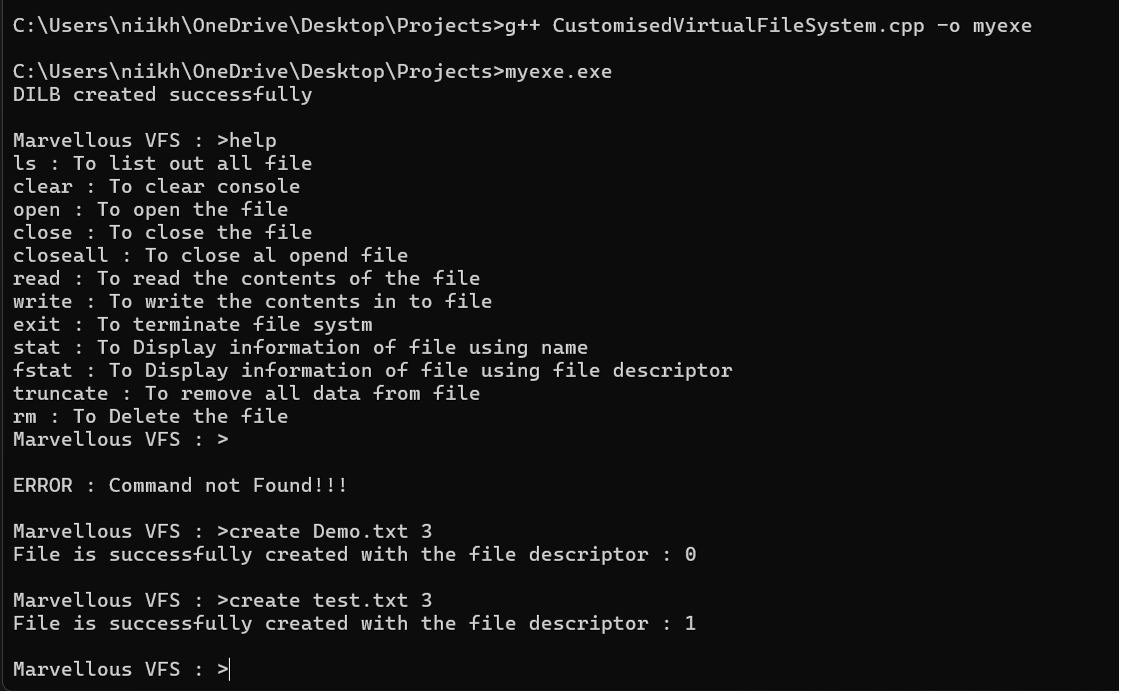 C:\Users\niikh\OneDrive\Desktop\Projects>g++ CustomisedVirtualFileSystem.cpp -o myexe
C:\Users\niikh\OneDrive\Desktop\Projects>myexe.exe
DILB created successfully
Marvellous VFS : >help
ls : To list out all file
clear : To clear console
open : To open the file
close : To close the file
closeall : To close al opend file
read : To read the contents of the file
write : To write the contents in to file
exit : To terminate file systm
stat : To Display information of file using name
fstat : To Display information of file using file descriptor
truncate : To remove all data from file
rm : To Delete the file
Marvellous VFS : >
ERROR : Command not Found!!!
Marvellous VFS : >create Demo.txt 3
File is successfully created with the file descriptor : 0
Marvellous VFS : >create test.txt 3
File is successfully created with the file descriptor : 1
Marvellous VFS : >